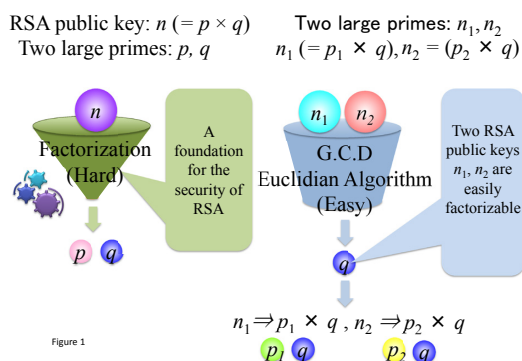 RSA public key: n (= p × q)
Two large primes: p, q
n
Factorization
(Hard)
A
foundation
for the
security of
RSA
p q
Two large primes: n₁, n₂
n₁ (= p₁ × q), n₂ = (p₂ × q)
n₁ n₂
G.C.D
Euclidian Algorithm
(Easy)
Two RSA
public keys
n₁, n₂ are
easily
factorizable
q
n₁ ⇒ p₁ × q , n₂ ⇒ p₂ × q
p₁ q p₂ q
Figure 1